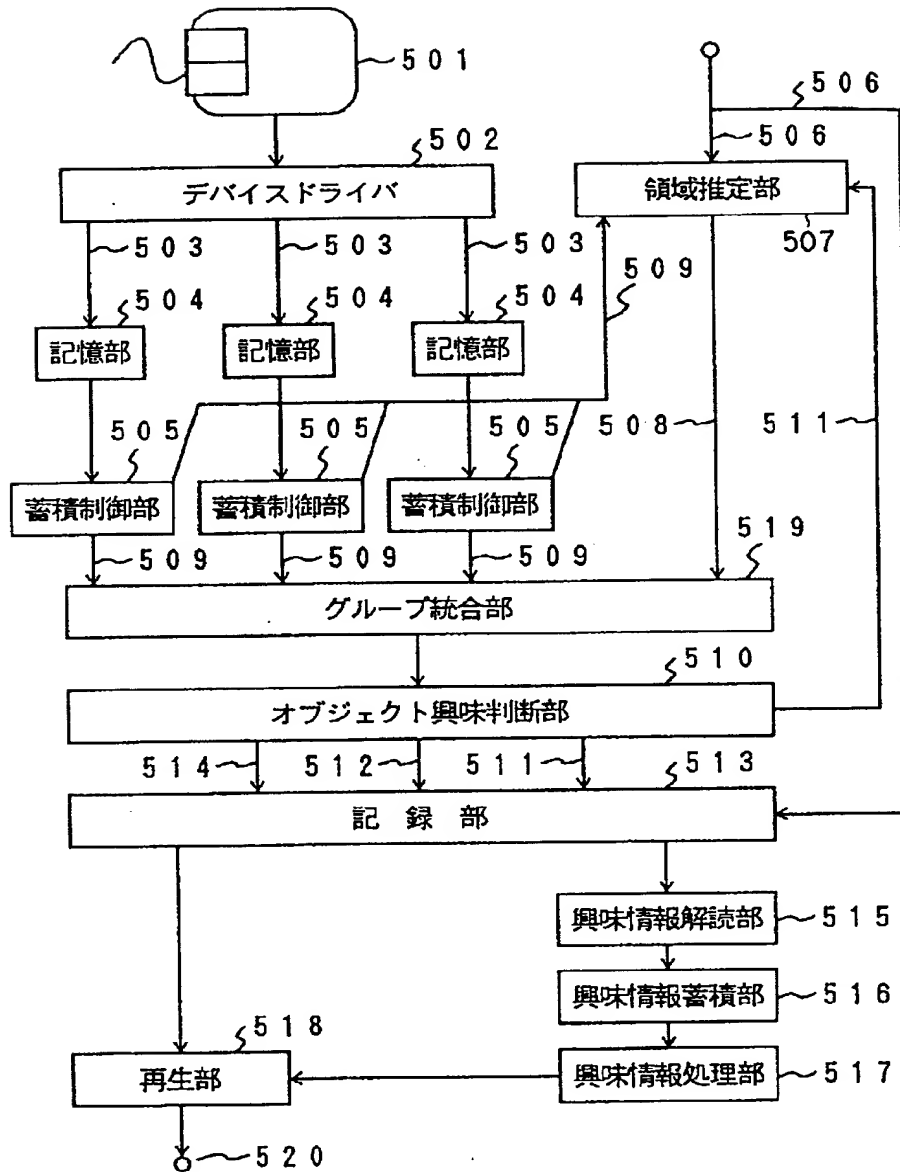 ５０１
５０６
５０２ ５０６
デバイスドライバ 領域推定部
５０３ ５０３ ５０３ ５０７
５０９
５０４ ５０４ ５０４
記憶部 記憶部 記憶部
５０５ ５０５ ５０５ ５０８ ５１１
蓄積制御部 蓄積制御部 蓄積制御部
５０９ ５０９ ５０９ ５１９
グループ統合部
５１０
オブジェクト興味判断部
５１４ ５１２ ５１１ ５１３
記録部
興味情報解読部 ５１５
興味情報蓄積部 ５１６
５１８
再生部 興味情報処理部 ５１７
５２０